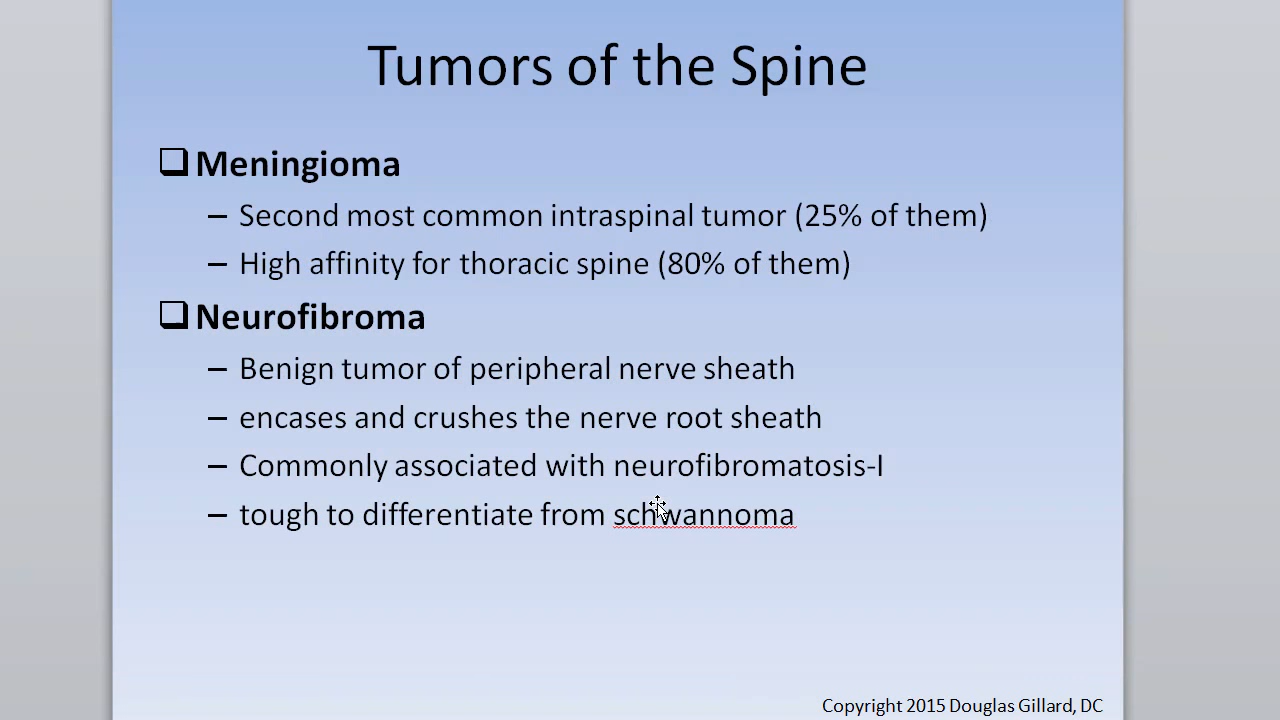 Tumors of the Spine
Meningioma
– Second most common intraspinal tumor (25% of them)
– High affinity for thoracic spine (80% of them)
Neurofibroma
– Benign tumor of peripheral nerve sheath
– encases and crushes the nerve root sheath
– Commonly associated with neurofibromatosis-I
– tough to differentiate from schwannoma
Copyright 2015 Douglas Gillard, DC